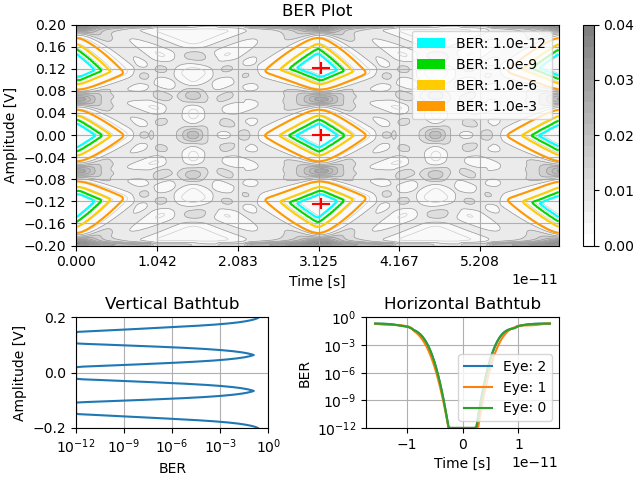 BER Plot
0.20
0.16
0.12
0.08
0.04
0.00
−0.04
−0.08
−0.12
−0.16
−0.20
Amplitude [V]
BER: 1.0e-12
BER: 1.0e-9
BER: 1.0e-6
BER: 1.0e-3
0.04
0.03
0.02
0.01
0.00
0.000 1.042 2.083 3.125 4.167 5.208
Time [s]
1e−11
Vertical Bathtub
0.2
0.0
−0.2
Amplitude [V]
10⁻¹² 10⁻⁹ 10⁻⁶ 10⁻³ 10⁰
BER
Horizontal Bathtub
10⁰
10⁻³
10⁻⁶
10⁻⁹
10⁻¹²
BER
Eye: 2
Eye: 1
Eye: 0
−1 0 1
Time [s]
1e−11